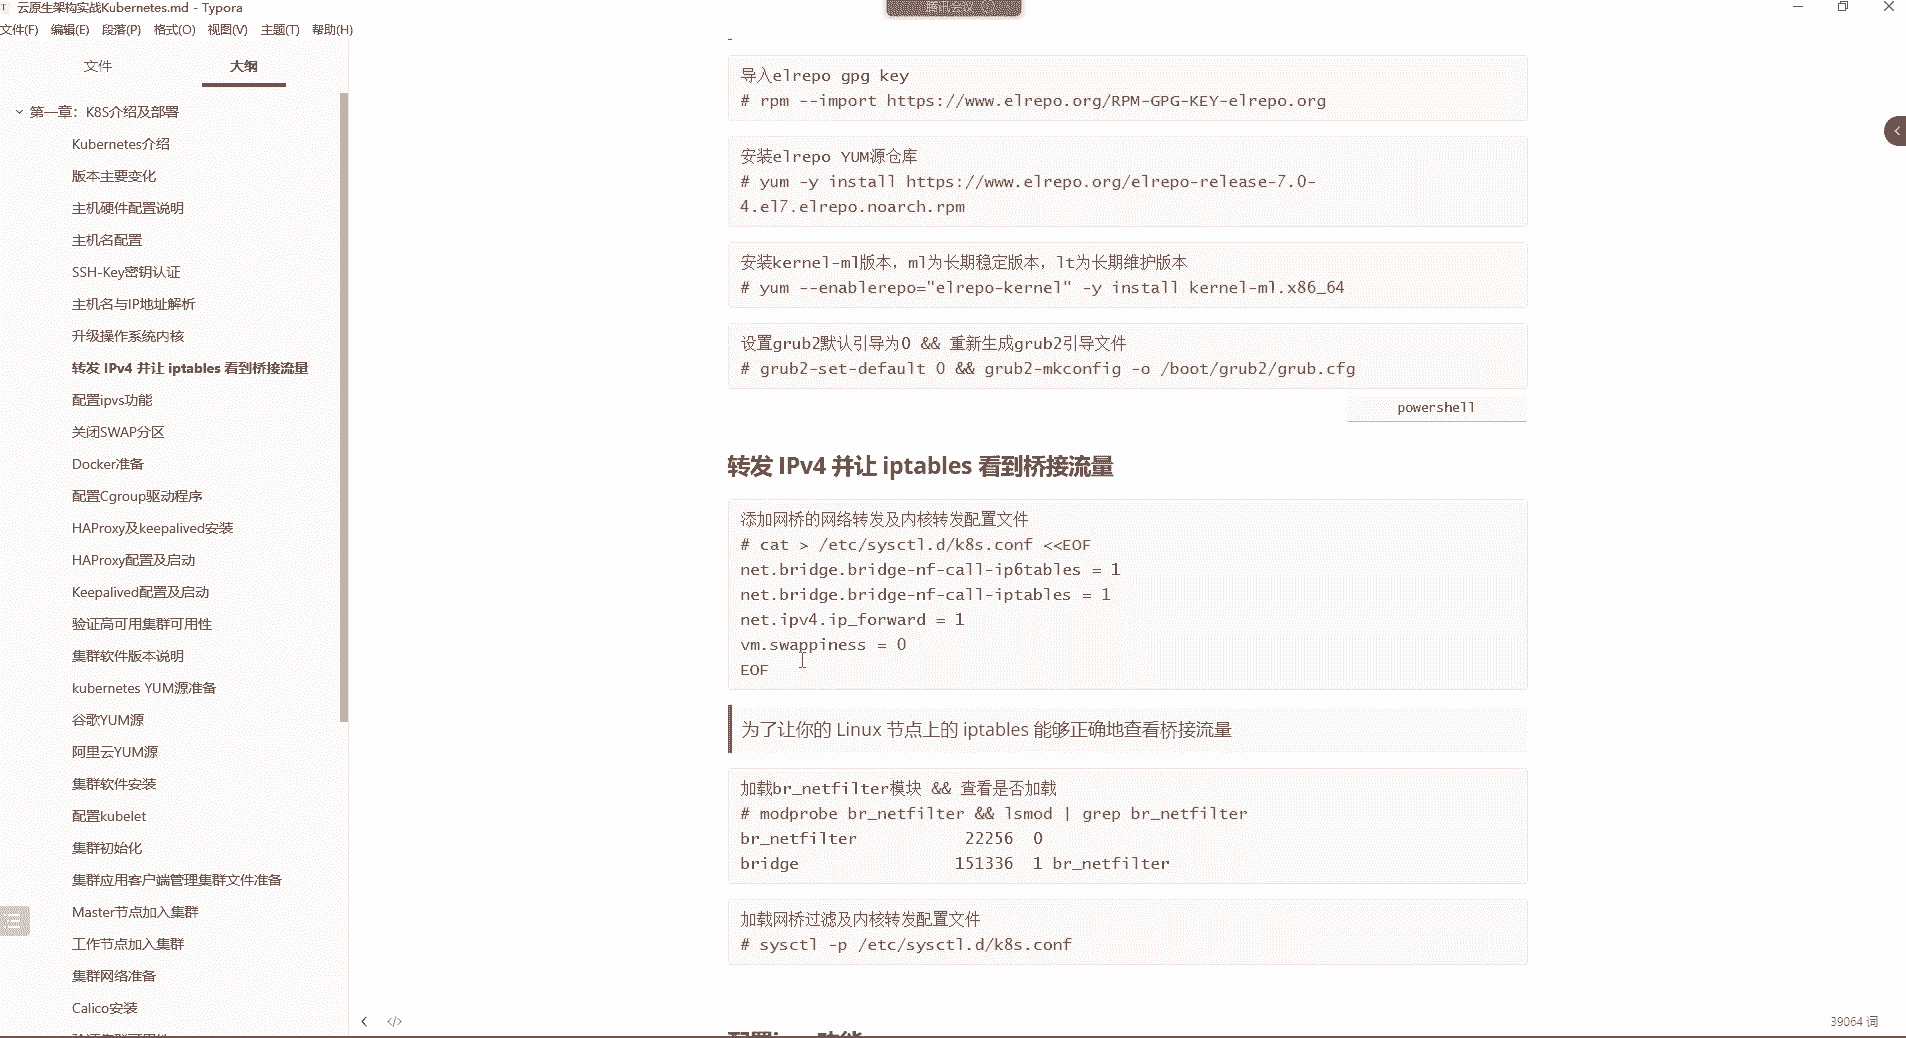 云原生架构实战Kubernetes.md - Typora
腾讯会议
文件(F) 编辑(E) 段落(P) 格式(O) 视图(V) 主题(T) 帮助(H)
文件
大纲
第一章：K8S介绍及部署
Kubernetes介绍
版本主要变化
主机硬件配置说明
主机名配置
SSH-Key密钥认证
主机名与IP地址解析
升级操作系统内核
转发 IPv4 并让 iptables 看到桥接流量
配置ipvs功能
关闭SWAP分区
Docker准备
配置Cgroup驱动程序
HAProxy及keepalived安装
HAProxy配置及启动
Keepalived配置及启动
验证高可用集群可用性
集群软件版本说明
kubernetes YUM源准备
谷歌YUM源
阿里云YUM源
集群软件安装
配置kubelet
集群初始化
集群应用客户端管理集群文件准备
Master节点加入集群
工作节点加入集群
集群网络准备
Calico安装
导入elrepo gpg key
# rpm --import https://www.elrepo.org/RPM-GPG-KEY-elrepo.org
安装elrepo YUM源仓库
# yum -y install https://www.elrepo.org/elrepo-release-7.0-
4.el7.elrepo.noarch.rpm
安装kernel-ml版本，ml为长期稳定版本，lt为长期维护版本
# yum --enablerepo="elrepo-kernel" -y install kernel-ml.x86_64
设置grub2默认引导为0 && 重新生成grub2引导文件
# grub2-set-default 0 && grub2-mkconfig -o /boot/grub2/grub.cfg
powershell
转发 IPv4 并让 iptables 看到桥接流量
添加网桥的网络转发及内核转发配置文件
# cat > /etc/sysctl.d/k8s.conf <<EOF
net.bridge.bridge-nf-call-ip6tables = 1
net.bridge.bridge-nf-call-iptables = 1
net.ipv4.ip_forward = 1
vm.swappiness = 0
EOF
为了让你的 Linux 节点上的 iptables 能够正确地查看桥接流量
加载br_netfilter模块 && 查看是否加载
# modprobe br_netfilter && lsmod | grep br_netfilter
br_netfilter 22256 0
bridge 151336 1 br_netfilter
加载网桥过滤及内核转发配置文件
# sysctl -p /etc/sysctl.d/k8s.conf
39064 词